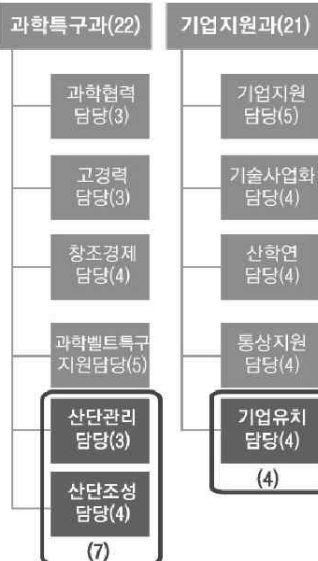 과학특구과(22)
과학협력
담당(3)
고경력
담당(3)
창조경제
담당(4)
과학벨트특구
지원담당(5)
산단관리
담당(3)
산단조성
담당(4)
(7)
기업지원과(21)
기업지원
담당(5)
기술사업화
담당(4)
산학연
담당(4)
통상지원
담당(4)
기업유치
담당(4)
(4)